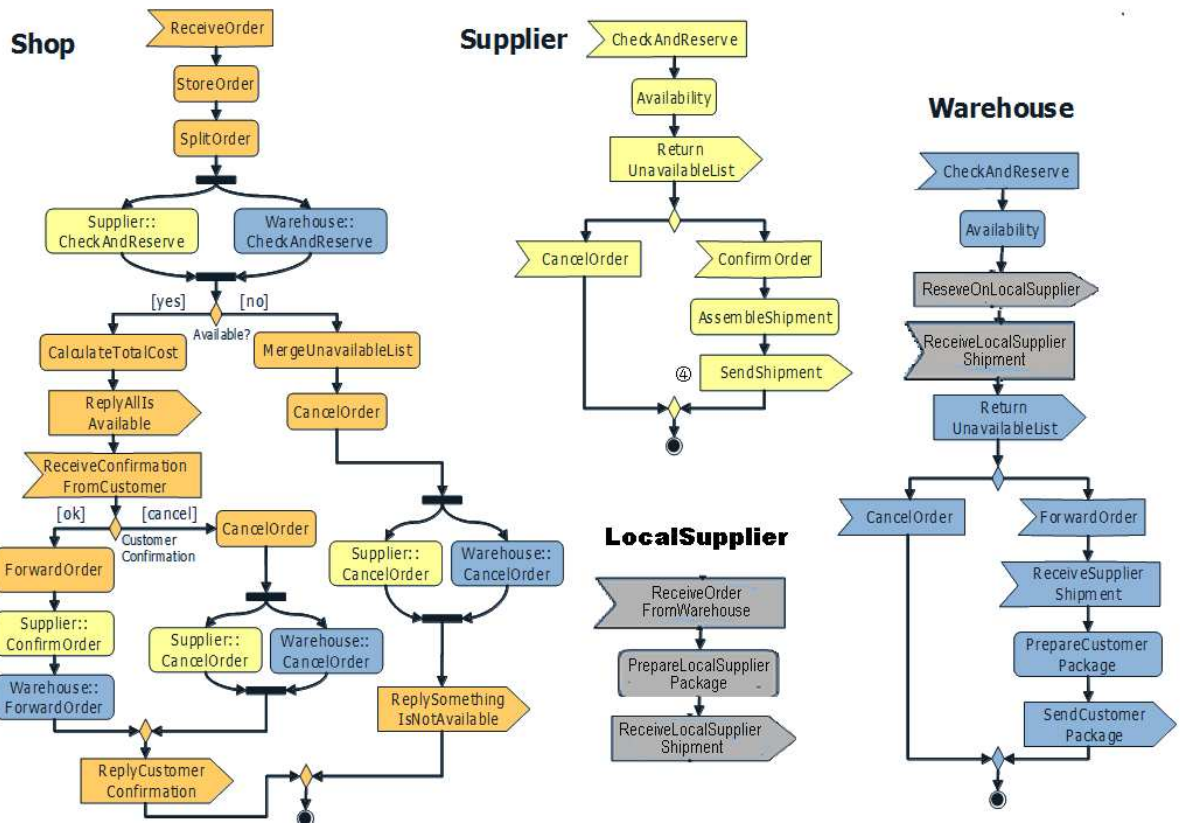 Shop
ReceiveOrder
StoreOrder
SplitOrder
Supplier::
CheckAndReserve
Warehouse::
CheckAndReserve
[yes]
[no]
Available?
CalculateTotalCost
MergeUnavailableList
ReplyAllIs
Available
CancelOrder
ReceiveConfirmation
FromCustomer
[ok]
[cancel]
Customer
Confirmation
CancelOrder
ForwardOrder
Supplier::
ConfirmOrder
Warehouse::
ForwardOrder
Supplier::
CancelOrder
Warehouse::
CancelOrder
Supplier::
CancelOrder
Warehouse::
CancelOrder
ReplySomething
IsNotAvailable
ReplyCustomer
Confirmation
Supplier
CheckAndReserve
Availability
Return
UnavailableList
CancelOrder
ConfirmOrder
AssembleShipment
④
SendShipment
LocalSupplier
ReceiveOrder
FromWarehouse
PrepareLocalSupplier
Package
ReceiveLocalSupplier
Shipment
Warehouse
CheckAndReserve
Availability
ReseveOnLocalSupplier
ReceiveLocalSupplier
Shipment
Return
UnavailableList
CancelOrder
ForwardOrder
ReceiveSupplier
Shipment
PrepareCustomer
Package
SendCustomer
Package